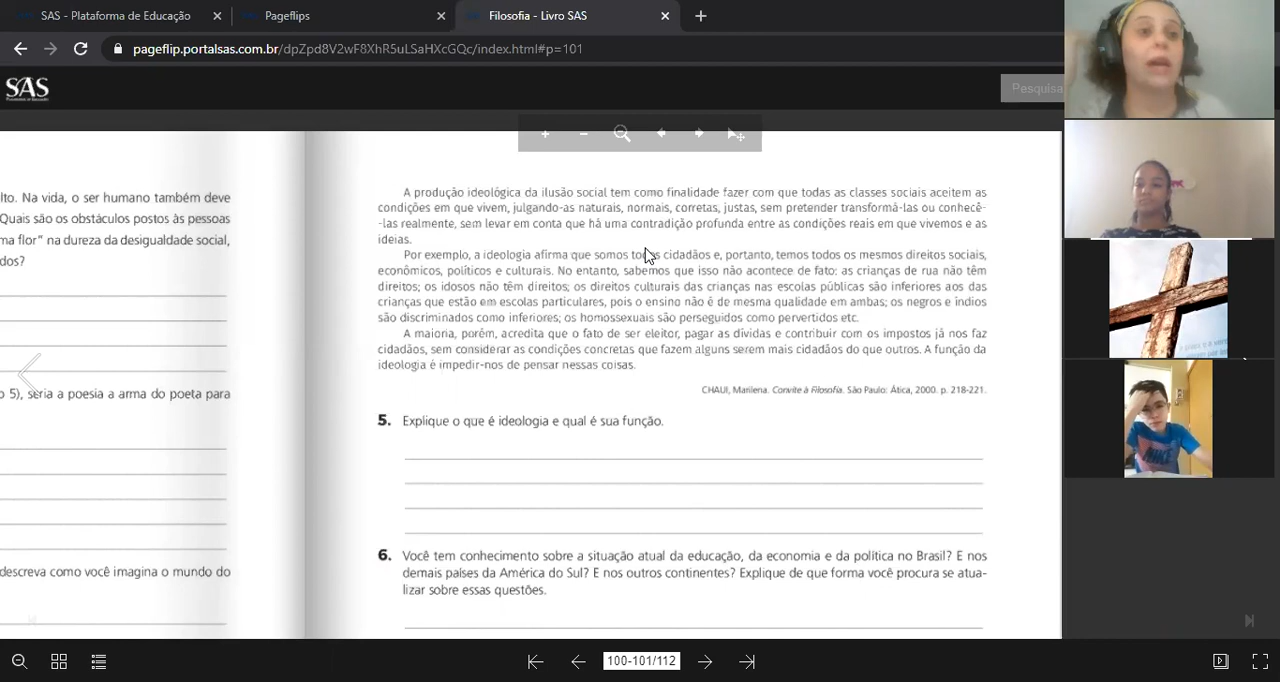 SAS - Plataforma de Educação
Pageflips
Filosofia - Livro SAS
pageflip.portalsas.com.br/dpZpd8V2wF8XhR5uLSaHXcGQc/index.html#p=101
SAS
Pesquisa
lto. Na vida, o ser humano também deve
Quais são os obstáculos postos às pessoas
ma flor" na dureza da desigualdade social,
dos?
o 5), seria a poesia a arma do poeta para
descreva como você imagina o mundo do
A produção ideológica da ilusão social tem como finalidade fazer com que todas as classes sociais aceitem as
condições em que vivem, julgando-as naturais, normais, corretas, justas, sem pretender transformá-las ou conhecê-
-las realmente, sem levar em conta que há uma contradição profunda entre as condições reais em que vivemos e as
ideias.
Por exemplo, a ideologia afirma que somos todos cidadãos e, portanto, temos todos os mesmos direitos sociais,
econômicos, políticos e culturais. No entanto, sabemos que isso não acontece de fato: as crianças de rua não têm
direitos; os idosos não têm direitos; os direitos culturais das crianças nas escolas públicas são inferiores aos das
crianças que estão em escolas particulares, pois o ensino não é de mesma qualidade em ambas; os negros e índios
são discriminados como inferiores; os homossexuais são perseguidos como pervertidos etc.
A maioria, porém, acredita que o fato de ser eleitor, pagar as dívidas e contribuir com os impostos já nos faz
cidadãos, sem considerar as condições concretas que fazem alguns serem mais cidadãos do que outros. A função da
ideologia é impedir-nos de pensar nessas coisas.
CHAUI, Marilena. Convite à Filosofia. São Paulo: Ática, 2000. p. 218-221.
5. Explique o que é ideologia e qual é sua função.
6. Você tem conhecimento sobre a situação atual da educação, da economia e da política no Brasil? E nos
demais países da América do Sul? E nos outros continentes? Explique de que forma você procura se atua-
lizar sobre essas questões.
100-101/112